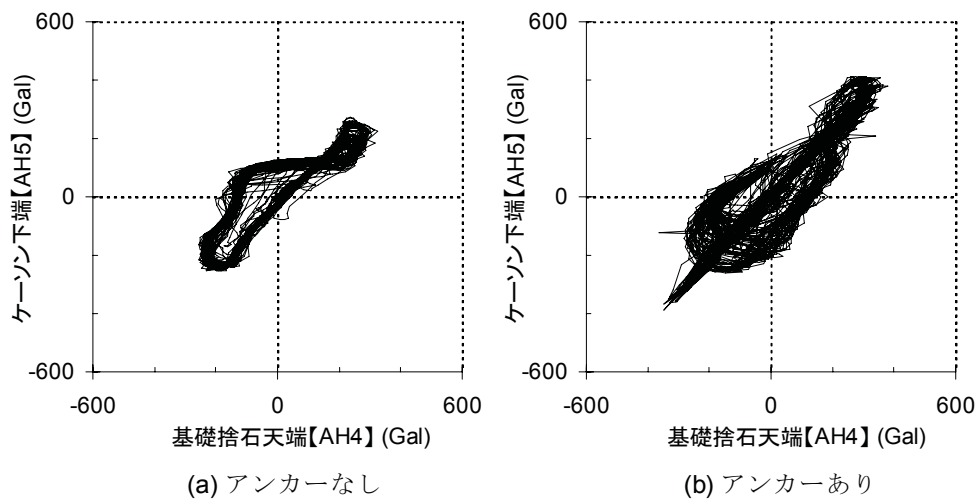 600
0
-600
ケーソン下端【AH5】(Gal)
-600 0 600
基礎捨石天端【AH4】(Gal)
(a) アンカーなし
600
0
-600
ケーソン下端【AH5】(Gal)
-600 0 600
基礎捨石天端【AH4】(Gal)
(b) アンカーあり